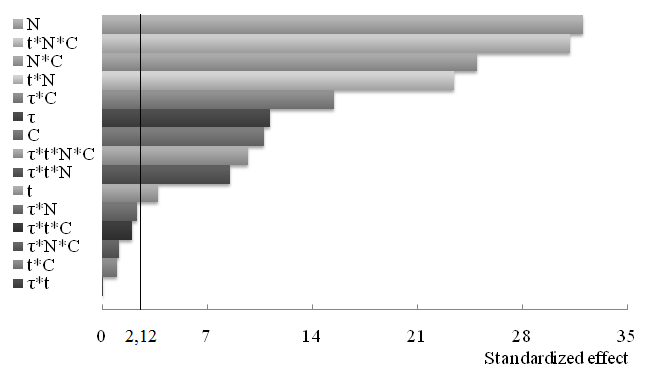 N
t*N*C
N*C
t*N
τ*C
τ
C
τ*t*N*C
τ*t*N
t
τ*N
τ*t*C
τ*N*C
t*C
τ*t
0 2,12 7 14 21 28 35
Standardized effect